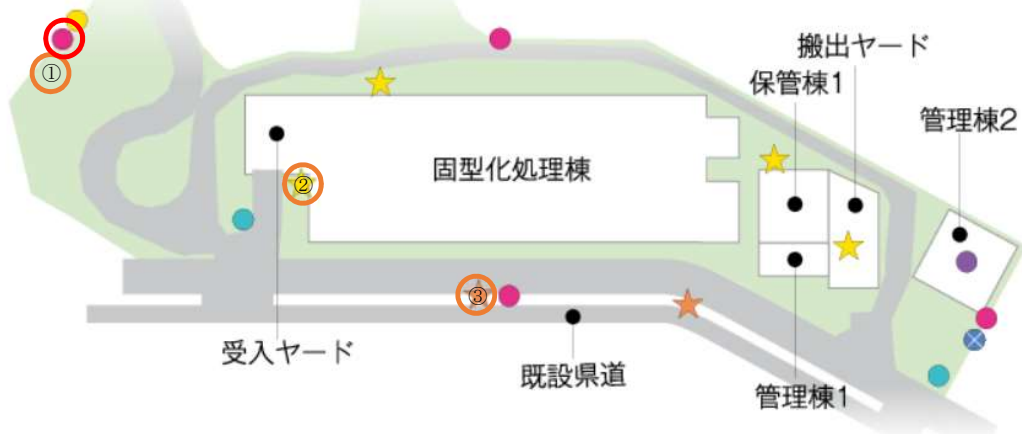 ①
搬出ヤード
保管棟1
管理棟2
固型化処理棟
②
③
受入ヤード
既設県道
管理棟1